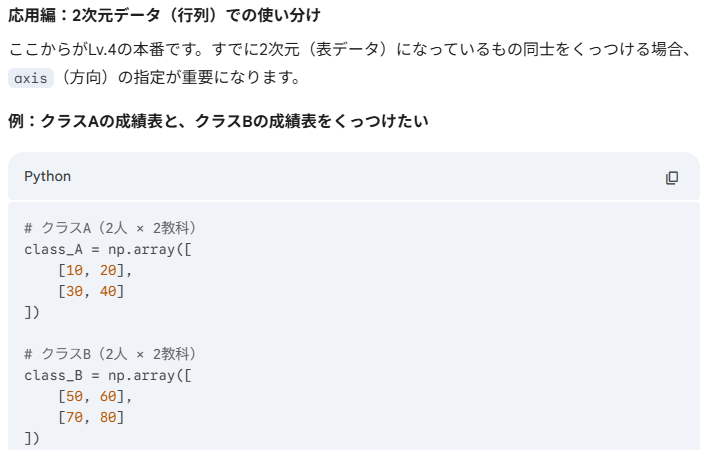 応用編：2次元データ（行列）での使い分け
ここからがLv.4の本番です。すでに2次元（表データ）になっているもの同士をくっつける場合、
axis（方向）の指定が重要になります。
例：クラスAの成績表と、クラスBの成績表をくっつけたい
Python
# クラスA（2人 × 2教科）
class_A = np.array([
    [10, 20],
    [30, 40]
])
# クラスB（2人 × 2教科）
class_B = np.array([
    [50, 60],
    [70, 80]
])